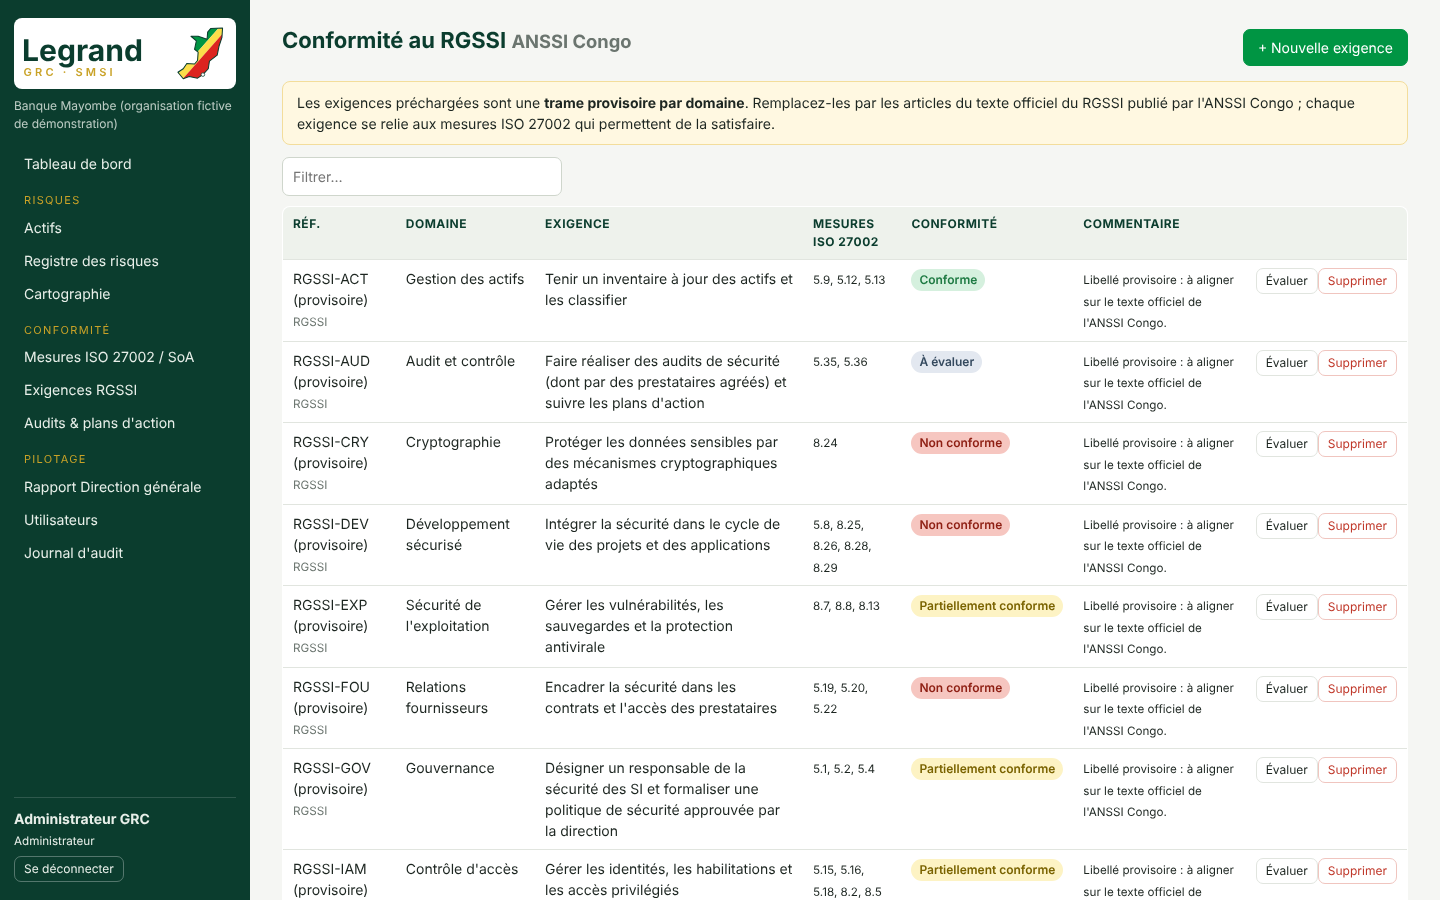 Legrand
GRC · SMSI
Banque Mayombe (organisation fictive
de démonstration)
Tableau de bord
RISQUES
Actifs
Registre des risques
Cartographie
CONFORMITÉ
Mesures ISO 27002 / SoA
Exigences RGSSI
Audits & plans d'action
PILOTAGE
Rapport Direction générale
Utilisateurs
Journal d'audit
Administrateur GRC
Administrateur
Se déconnecter
Conformité au RGSSI ANSSI Congo
+ Nouvelle exigence
Les exigences préchargées sont une trame provisoire par domaine. Remplacez-les par les articles du texte officiel du RGSSI publié par l'ANSSI Congo ; chaque
exigence se relie aux mesures ISO 27002 qui permettent de la satisfaire.
Filtrer...
RÉF. DOMAINE EXIGENCE MESURES CONFORMITÉ COMMENTAIRE
ISO 27002
RGSSI-ACT Gestion des actifs Tenir un inventaire à jour des actifs et 5.9, 5.12, 5.13 Conforme Libellé provisoire : à aligner Évaluer Supprimer
(provisoire) les classifier sur le texte officiel de
RGSSI l'ANSSI Congo.
RGSSI-AUD Audit et contrôle Faire réaliser des audits de sécurité 5.35, 5.36 À évaluer Libellé provisoire : à aligner Évaluer Supprimer
(provisoire) (dont par des prestataires agréés) et sur le texte officiel de
RGSSI suivre les plans d'action l'ANSSI Congo.
RGSSI-CRY Cryptographie Protéger les données sensibles par 8.24 Non conforme Libellé provisoire : à aligner Évaluer Supprimer
(provisoire) des mécanismes cryptographiques sur le texte officiel de
RGSSI adaptés l'ANSSI Congo.
RGSSI-DEV Développement Intégrer la sécurité dans le cycle de 5.8, 8.25, Non conforme Libellé provisoire : à aligner Évaluer Supprimer
(provisoire) sécurisé vie des projets et des applications 8.26, 8.28, sur le texte officiel de
RGSSI 8.29 l'ANSSI Congo.
RGSSI-EXP Sécurité de Gérer les vulnérabilités, les 8.7, 8.8, 8.13 Partiellement conforme Libellé provisoire : à aligner Évaluer Supprimer
(provisoire) l'exploitation sauvegardes et la protection sur le texte officiel de
RGSSI antivirale l'ANSSI Congo.
RGSSI-FOU Relations Encadrer la sécurité dans les 5.19, 5.20, Non conforme Libellé provisoire : à aligner Évaluer Supprimer
(provisoire) fournisseurs contrats et l'accès des prestataires 5.22 sur le texte officiel de
RGSSI l'ANSSI Congo.
RGSSI-GOV Gouvernance Désigner un responsable de la 5.1, 5.2, 5.4 Partiellement conforme Libellé provisoire : à aligner Évaluer Supprimer
(provisoire) sécurité des SI et formaliser une sur le texte officiel de
RGSSI politique de sécurité approuvée par l'ANSSI Congo.
la direction
RGSSI-IAM Contrôle d'accès Gérer les identités, les habilitations et 5.15, 5.16, Partiellement conforme Libellé provisoire : à aligner Évaluer Supprimer
(provisoire) les accès privilégiés 5.18, 8.2, 8.5 sur le texte officiel de